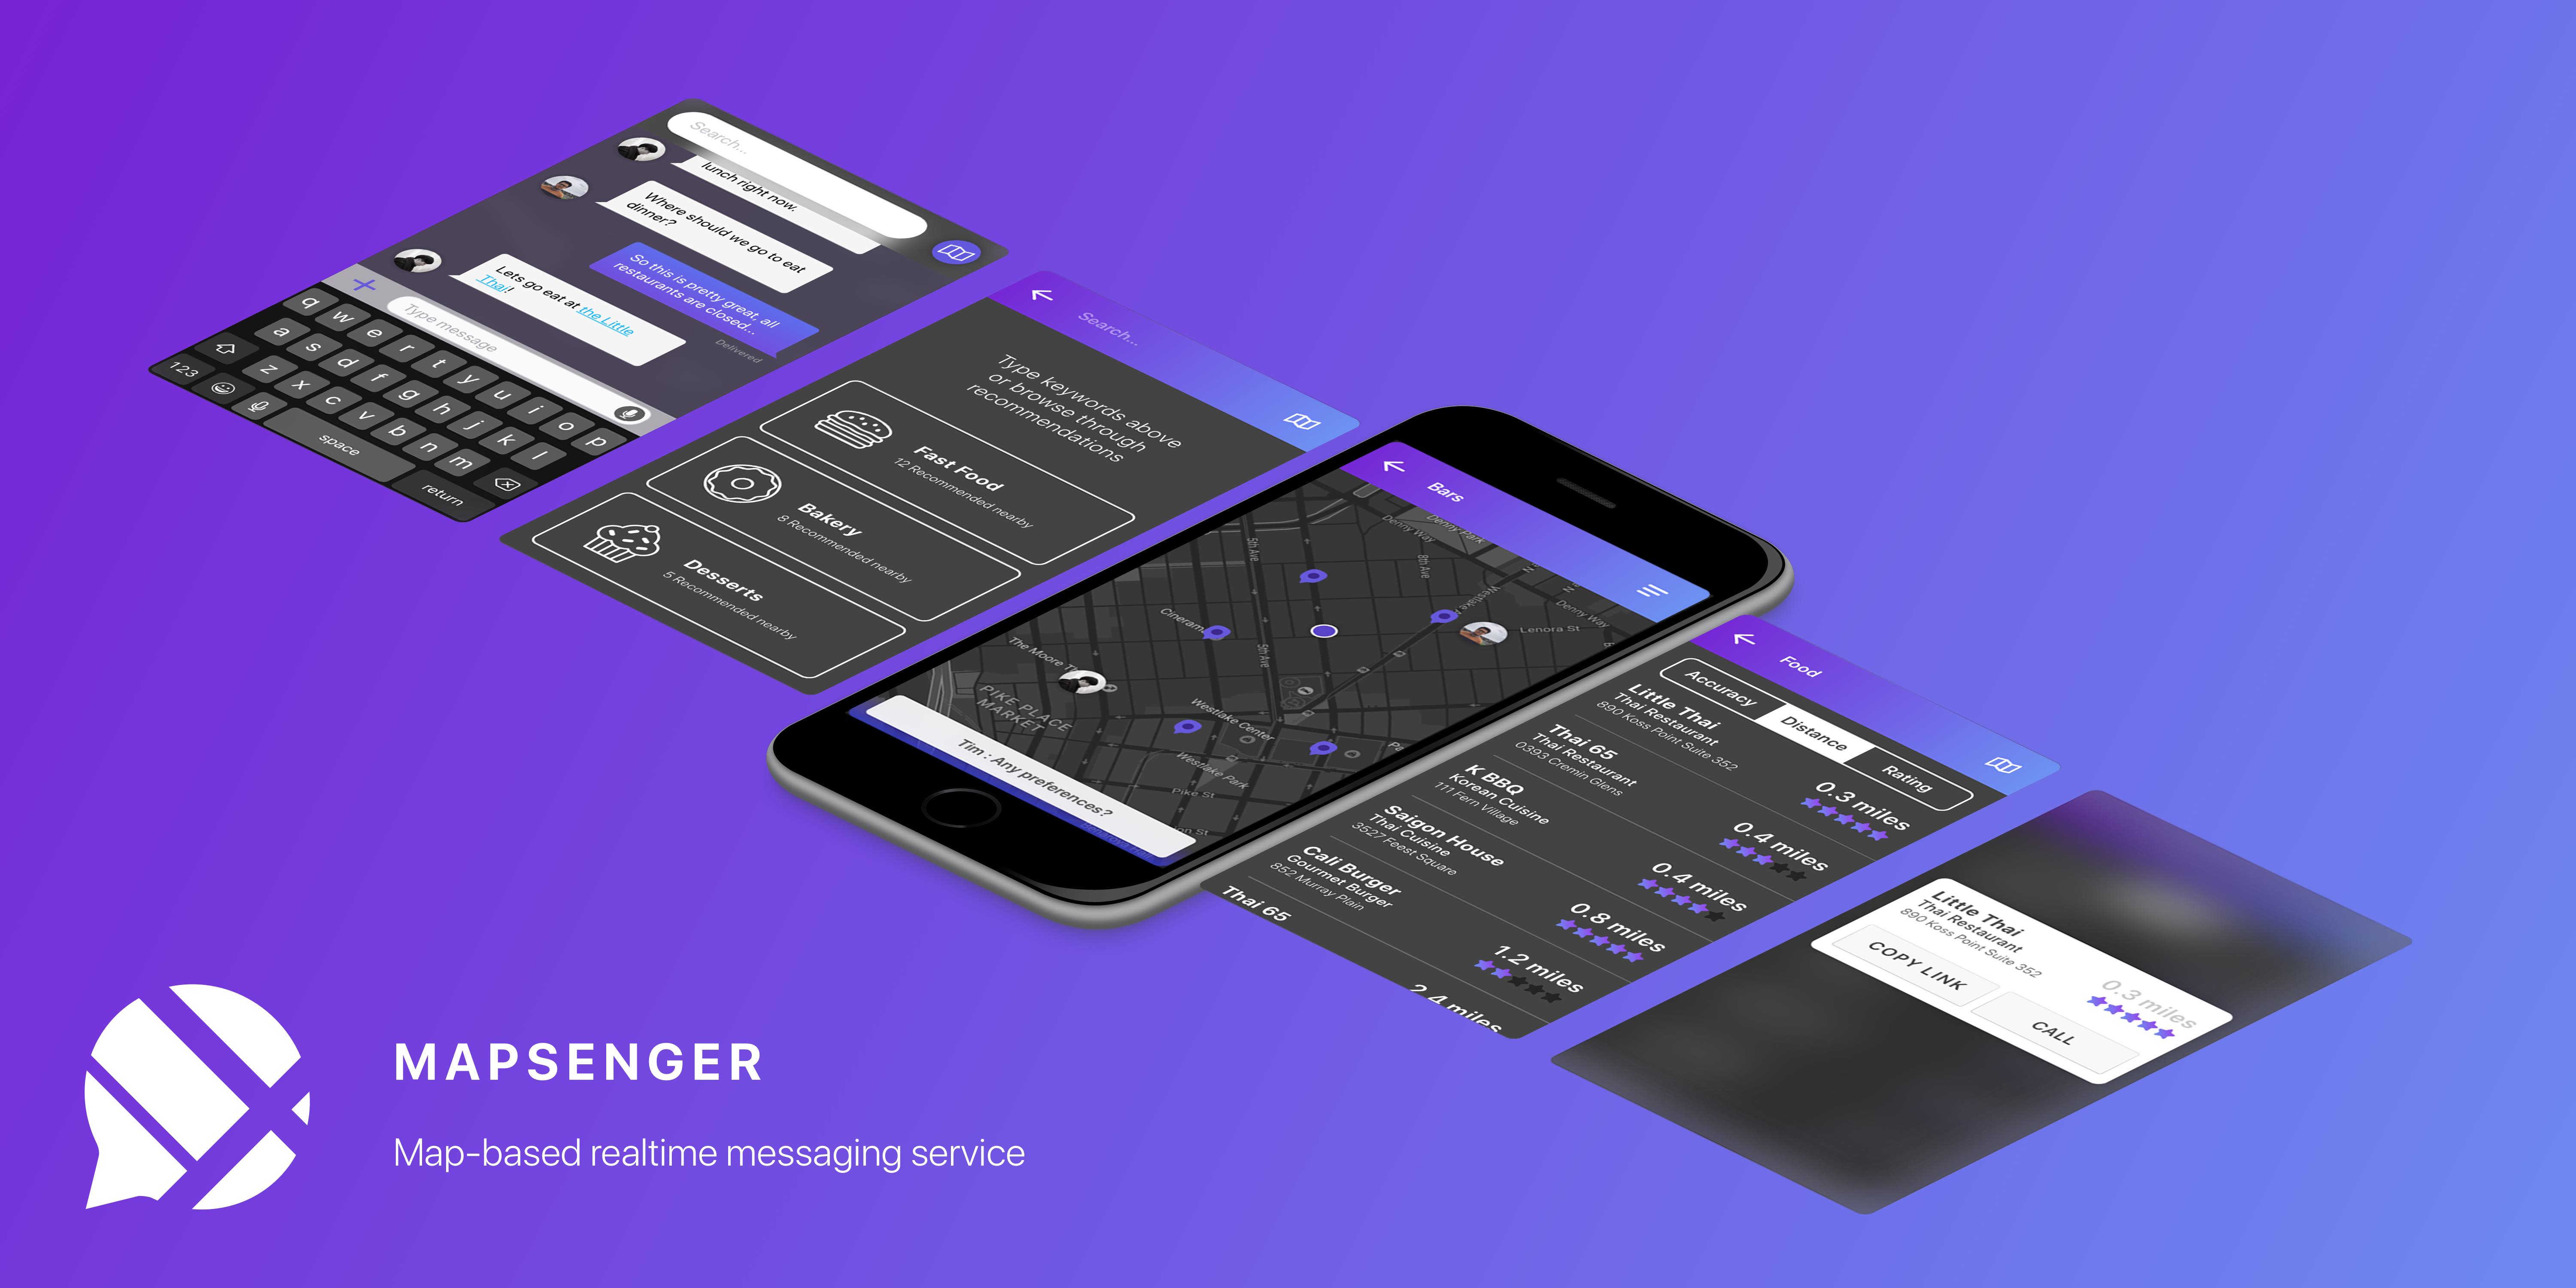 Search...
lunch right now.
Where should we go to eat
dinner?
So this is pretty great, all
restaurants are closed...
Delivered
Lets go eat at the Little
Thai!
Type message
q w e r t y u i o p
a s d f g h j k l
z x c v b n m
123
space
return
Search...
Type keywords above
or browse through
recommendations
Fast Food
12 Recommended nearby
Bakery
8 Recommended nearby
Desserts
5 Recommended nearby
Bars
Denny Park
Denny Way
8th Ave
5th Ave
Westlake
Denny Way
Lenora St
5th Ave
Cinerama
The Moore
PIKE PLACE
MARKET
Westlake Center
Westlake Park
Pike St
Tim : Any preferences?
Food
Accuracy
Distance
Rating
Little Thai
Thai Restaurant
890 Koss Point Suite 352
0.3 miles
Thai 65
Thai Restaurant
0393 Cremin Glens
0.4 miles
K BBQ
Korean Cuisine
111 Fern Village
0.4 miles
Saigon House
Thai Cuisine
3527 Feest Square
0.8 miles
Cali Burger
Gourmet Burger
852 Murray Plain
1.2 miles
Thai 65
2.4 miles
Little Thai
Thai Restaurant
890 Koss Point Suite 352
0.3 miles
COPY LINK
CALL
MAPSENGER
Map-based realtime messaging service